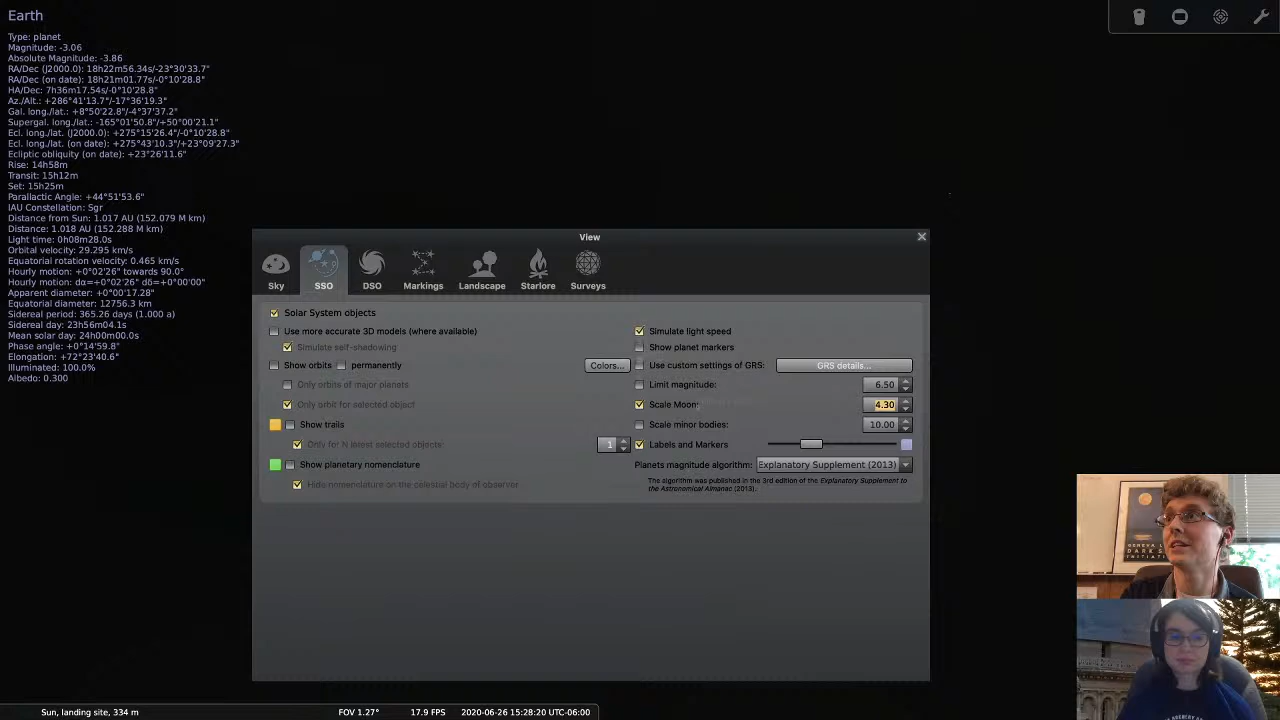 Earth
Type: planet
Magnitude: -3.06
Absolute Magnitude: -3.86
RA/Dec (J2000.0): 18h22m56.34s/-23°30'33.7"
RA/Dec (on date): 18h21m01.77s/-0°10'28.8"
HA/Dec: 7h36m17.54s/-0°10'28.8"
Az./Alt.: +286°41'13.7"/-17°36'19.3"
Gal. long./lat.: +8°50'22.8"/-4°37'37.2"
Supergal. long./lat.: -165°01'50.8"/+50°00'21.1"
Ecl. long./lat. (J2000.0): +275°15'26.4"/-0°10'28.8"
Ecl. long./lat. (on date): +275°43'10.3"/+23°09'27.3"
Ecliptic obliquity (on date): +23°26'11.6"
Rise: 14h58m
Transit: 15h12m
Set: 15h25m
Parallactic Angle: +44°51'53.6"
IAU Constellation: Sgr
Distance from Sun: 1.017 AU (152.079 M km)
Distance: 1.018 AU (152.288 M km)
Light time: 0h08m28.0s
Orbital velocity: 29.295 km/s
Equatorial rotation velocity: 0.465 km/s
Hourly motion: +0°02'26" towards 90.0°
Hourly motion: dα=+0°02'26" dδ=+0°00'00"
Apparent diameter: +0°00'17.28"
Equatorial diameter: 12756.3 km
Sidereal period: 365.26 days (1.000 a)
Sidereal day: 23h56m04.1s
Mean solar day: 24h00m00.0s
Phase angle: +0°14'59.8"
Elongation: +72°23'40.6"
Illuminated: 100.0%
Albedo: 0.300
View
Sky SSO DSO Markings Landscape Starlore Surveys
Solar System objects
Use more accurate 3D models (where available)
Simulate self-shadowing
Show orbits permanently Colors...
Only orbits of major planets
Only orbit for selected object
Show trails
Only for N latest selected objects 1
Show planetary nomenclature
Hide nomenclature on the celestial body of observer
Simulate light speed
Show planet markers
Use custom settings of GRS: GRS details...
Limit magnitude: 6.50
Scale Moon: 4.30
Scale minor bodies: 10.00
Labels and Markers
Planets magnitude algorithm: Explanatory Supplement (2013)
The algorithm was published in the 3rd edition of the Explanatory Supplement to
the Astronomical Almanac (2013).
Sun, landing site, 334 m FOV 1.27° 17.9 FPS 2020-06-26 15:28:20 UTC-06:00